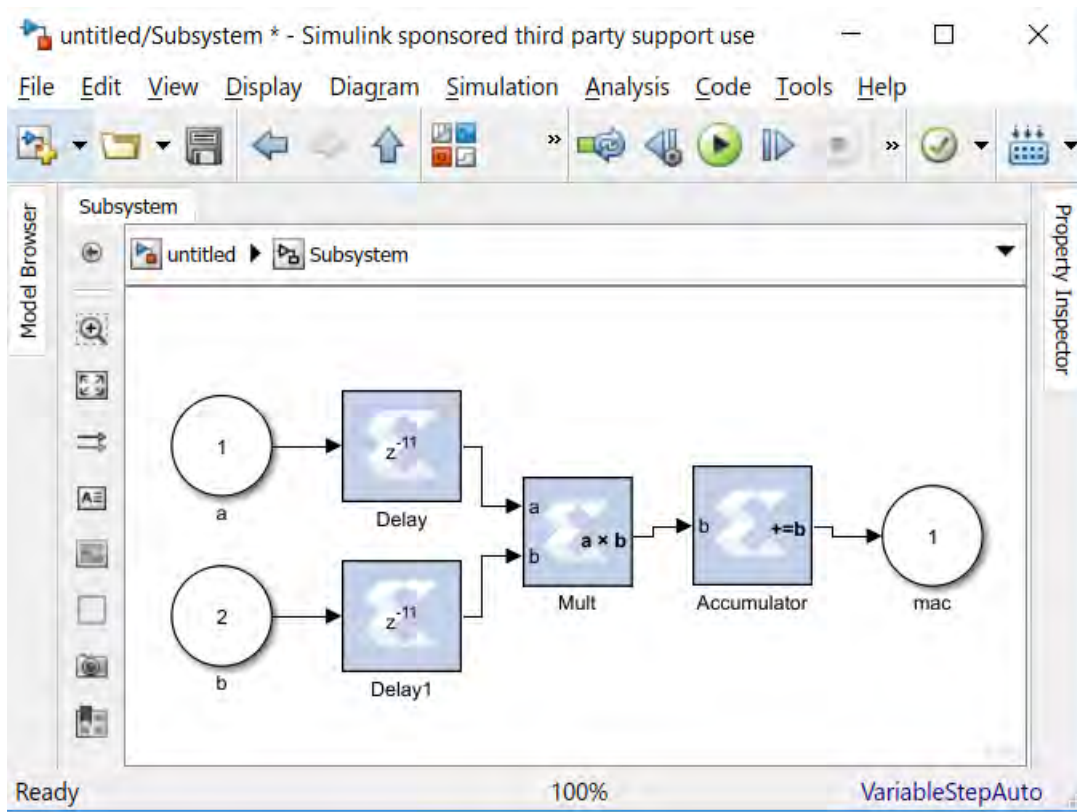 untitled/Subsystem * - Simulink sponsored third party support use
File Edit View Display Diagram Simulation Analysis Code Tools Help
Model Browser
Subsystem
Property Inspector
untitled Subsystem
1
a
z-11
Delay
a
b
a × b
Mult
b
+=b
Accumulator
1
mac
2
b
z-11
Delay1
Ready 100% VariableStepAuto